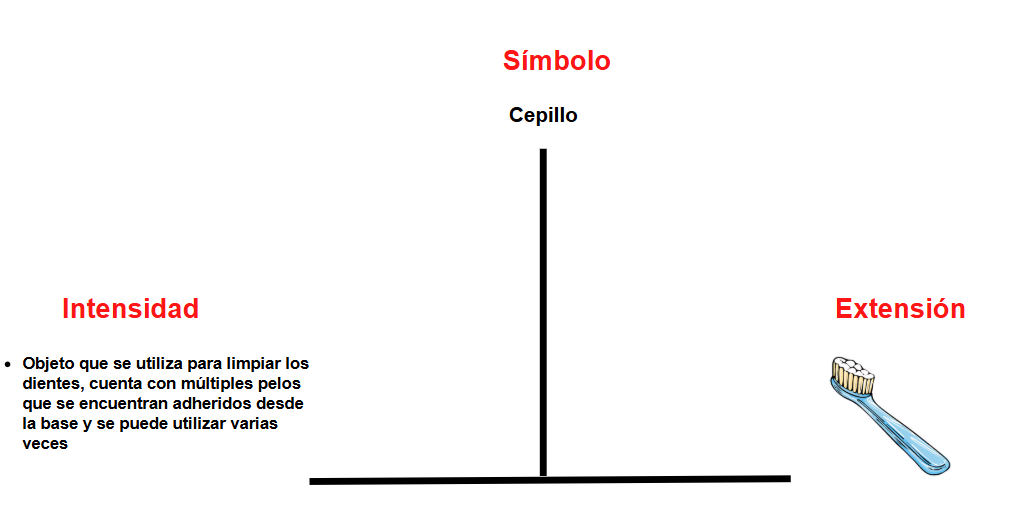 Símbolo
Cepillo
Intensidad
• Objeto que se utiliza para limpiar los
dientes, cuenta con múltiples pelos
que se encuentran adheridos desde
la base y se puede utilizar varias
veces
Extensión